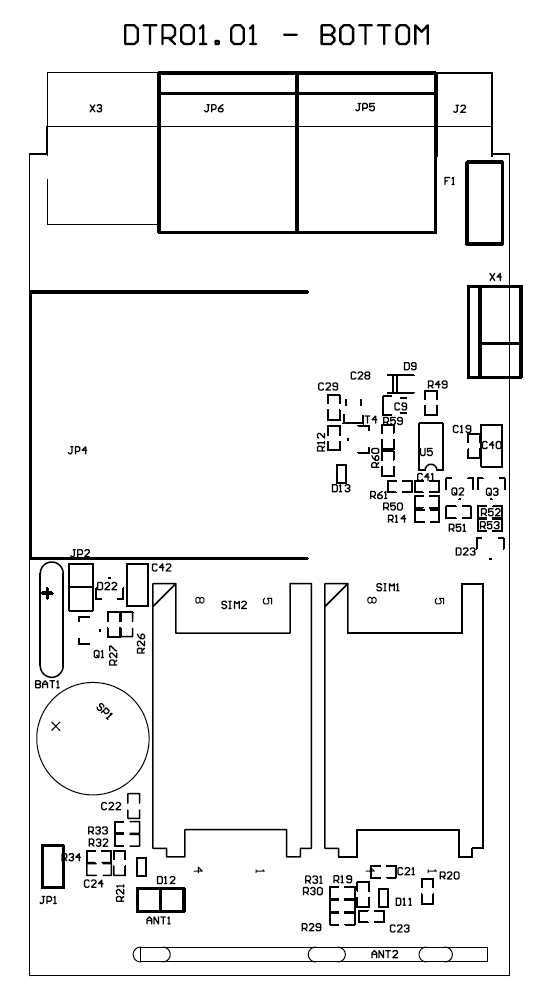 DTR01.01 - BOTTOM
X3 JP6 JP5 J2
F1
X4
D9
C28
C29 R49
C9
T4 R59
C19
R12 C40
JP4 U5
R60
C41
D13 R61 Q2 Q3
R50 R52
R14 R51 R53
JP2 D23
C42
D22 SIM1
8 5 SIM2 8 5
R26
Q1 R27
BAT1
SP1
C22
R33
R32
R34 4 1 4 C21 1
C24 R21 D12 R31 R19 R20
R30
JP1 D11
ANT1 R29 C23
ANT2